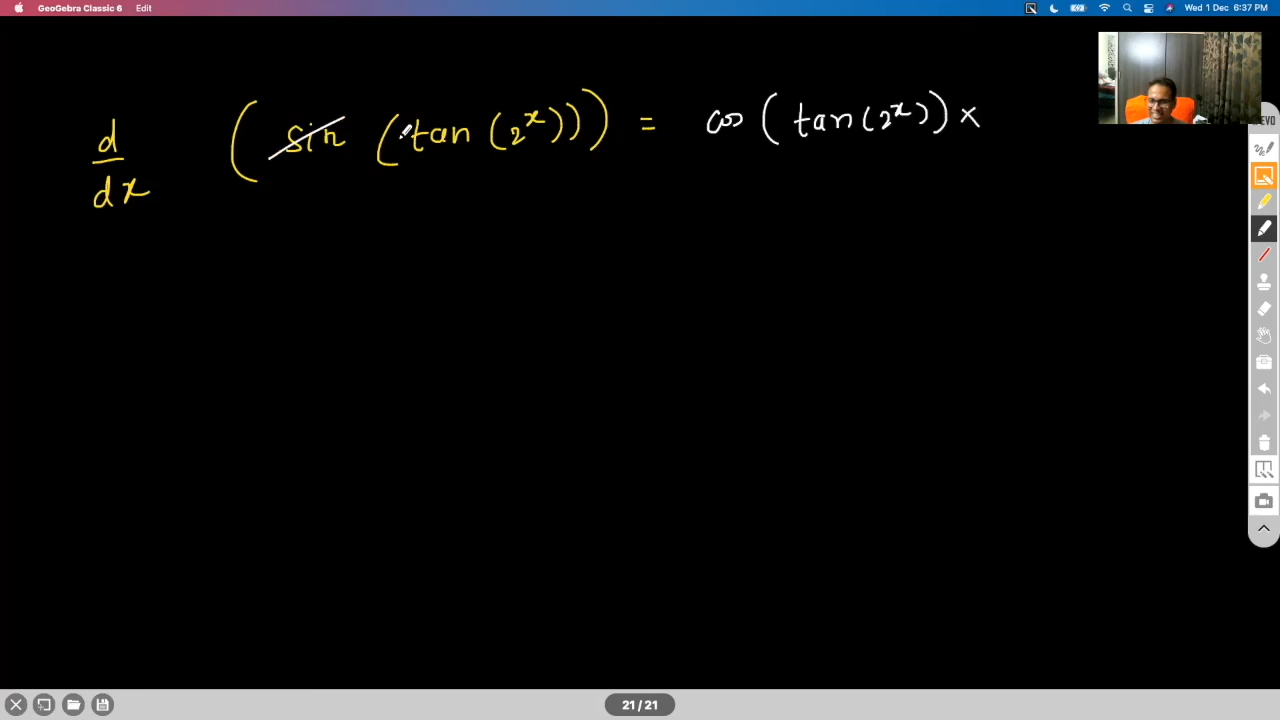 GeoGebra Classic 6 Edit Wed 1 Dec 6:37 PM
d/dx (sin (tan (2^x))) = cos (tan (2^x)) ×
EVO
21 / 21